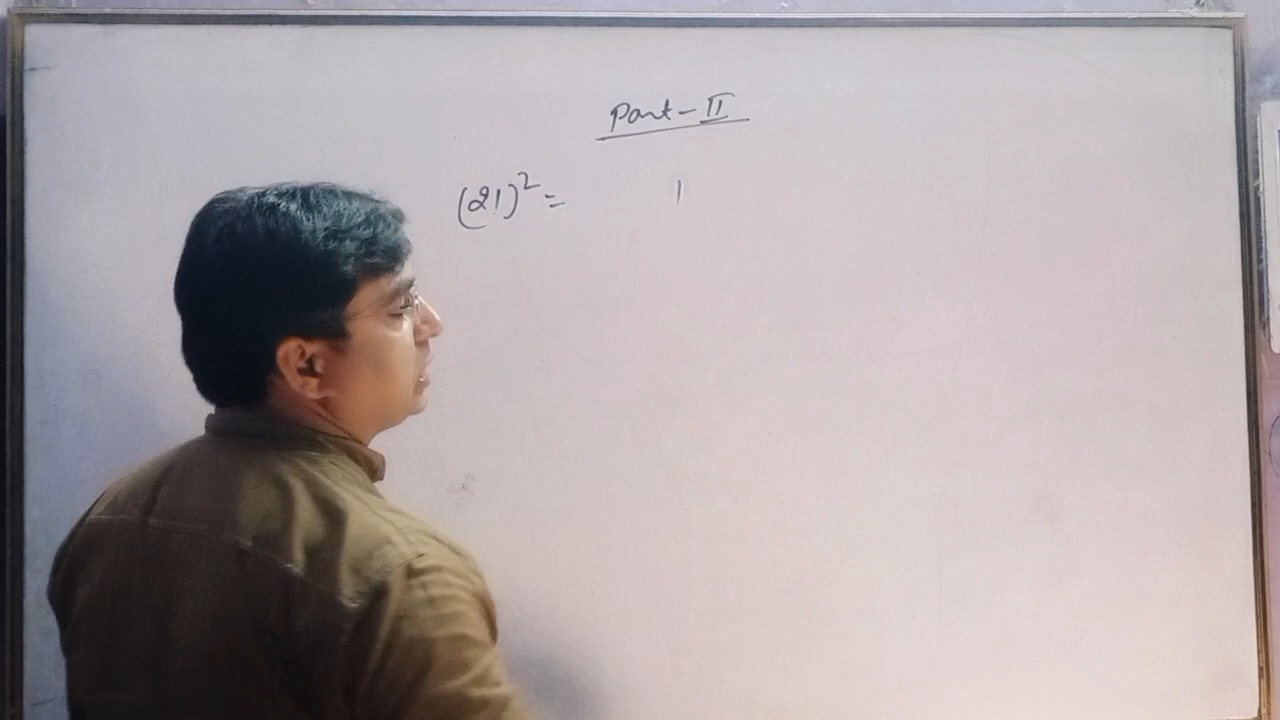 Part-II
(21)² = 1